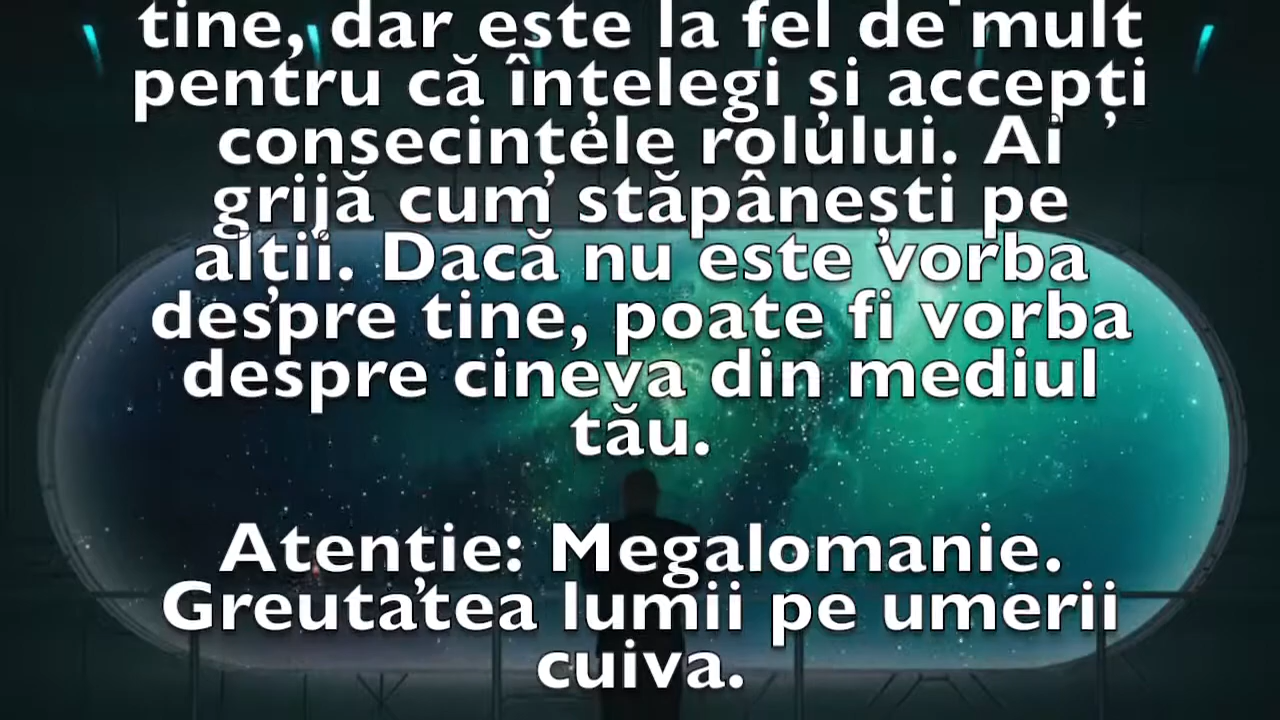 tine, dar este la fel de mult
pentru că înțelegi și accepți
consecințele rolului. Ai
grijă cum stăpânești pe
alții. Dacă nu este vorba
despre tine, poate fi vorba
despre cineva din mediul
tău.
Atenție: Megalomanie.
Greutatea lumii pe umerii
cuiva.